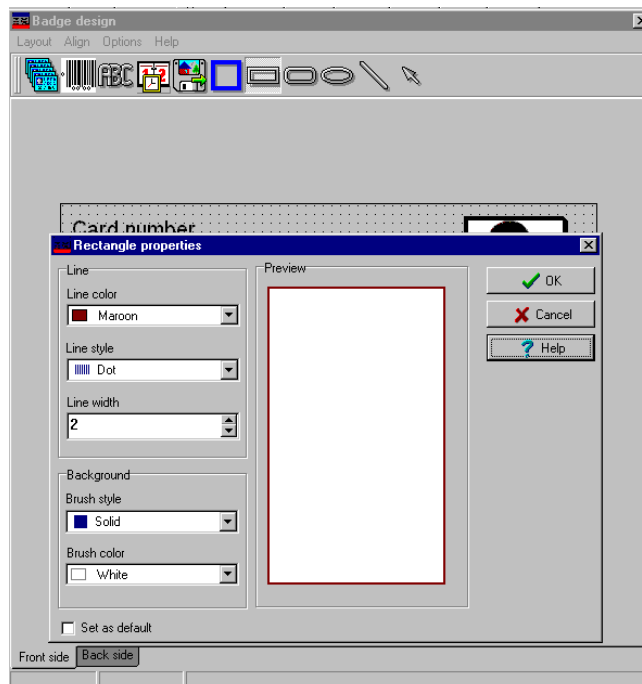 Badge design
Layout Align Options Help
ABC
Card number
Rectangle properties
Line
Line color
Maroon
Line style
Dot
Line width
2
Background
Brush style
Solid
Brush color
White
Set as default
Preview
OK
Cancel
? Help
Front side Back side